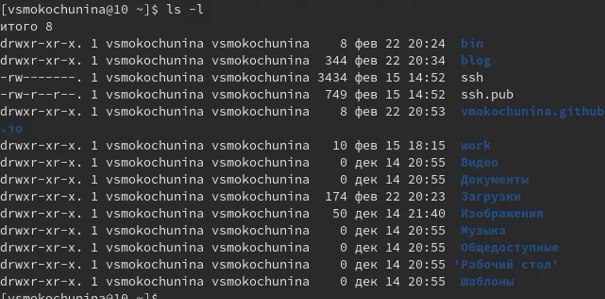 [vsmokochunina@10 ~]$ ls -l
итого 8
drwxr-xr-x. 1 vsmokochunina vsmokochunina    8 фев 22 20:24  bin
drwxr-xr-x. 1 vsmokochunina vsmokochunina  344 фев 22 20:34  blog
-rw-------. 1 vsmokochunina vsmokochunina 3434 фев 15 14:52  ssh
-rw-r--r--. 1 vsmokochunina vsmokochunina  749 фев 15 14:52  ssh.pub
drwxr-xr-x. 1 vsmokochunina vsmokochunina    8 фев 22 20:53  vmokochunina.github
.io
drwxr-xr-x. 1 vsmokochunina vsmokochunina   10 фев 15 18:15  work
drwxr-xr-x. 1 vsmokochunina vsmokochunina    0 дек 14 20:55  Видео
drwxr-xr-x. 1 vsmokochunina vsmokochunina    0 дек 14 20:55  Документы
drwxr-xr-x. 1 vsmokochunina vsmokochunina  174 фев 22 20:23  Загрузки
drwxr-xr-x. 1 vsmokochunina vsmokochunina   50 дек 14 21:40  Изображения
drwxr-xr-x. 1 vsmokochunina vsmokochunina    0 дек 14 20:55  Музыка
drwxr-xr-x. 1 vsmokochunina vsmokochunina    0 дек 14 20:55  Общедоступные
drwxr-xr-x. 1 vsmokochunina vsmokochunina    0 дек 14 20:55 'Рабочий стол'
drwxr-xr-x. 1 vsmokochunina vsmokochunina    0 дек 14 20:55  Шаблоны
[vsmokochunina@10 ~]$